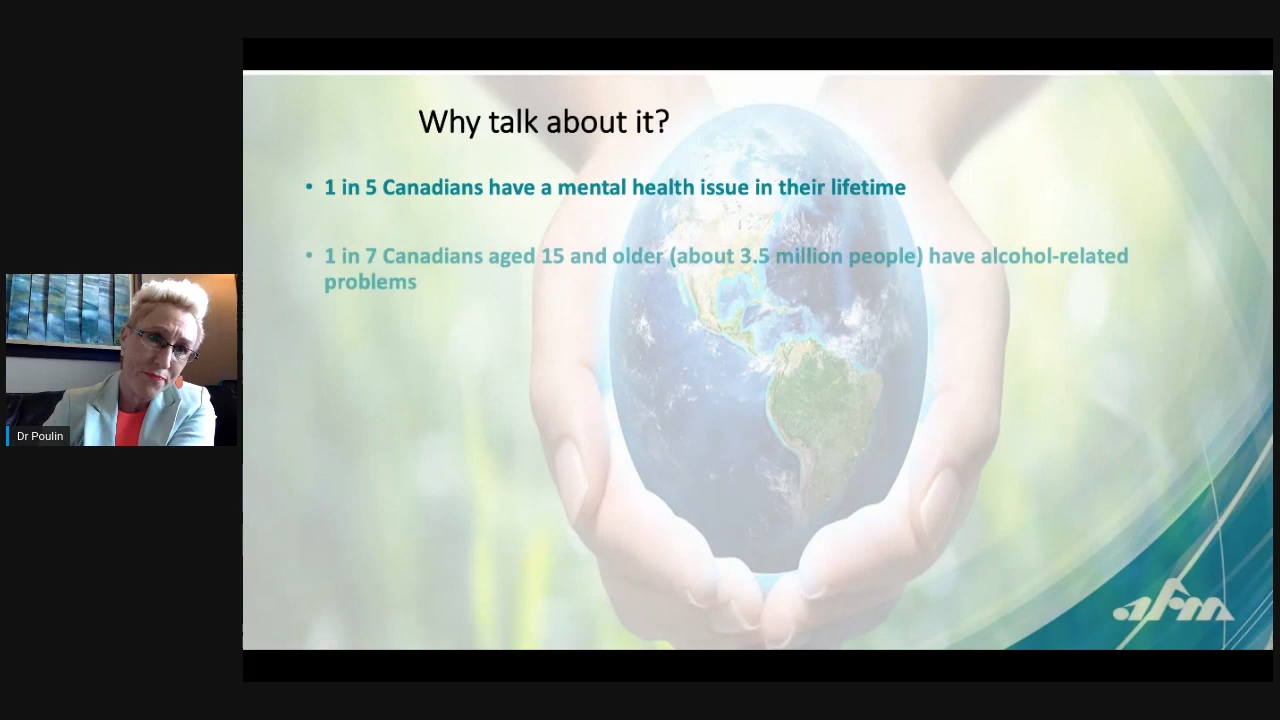 Why talk about it?
• 1 in 5 Canadians have a mental health issue in their lifetime
• 1 in 7 Canadians aged 15 and older (about 3.5 million people) have alcohol-related
problems
Dr Poulin
afm